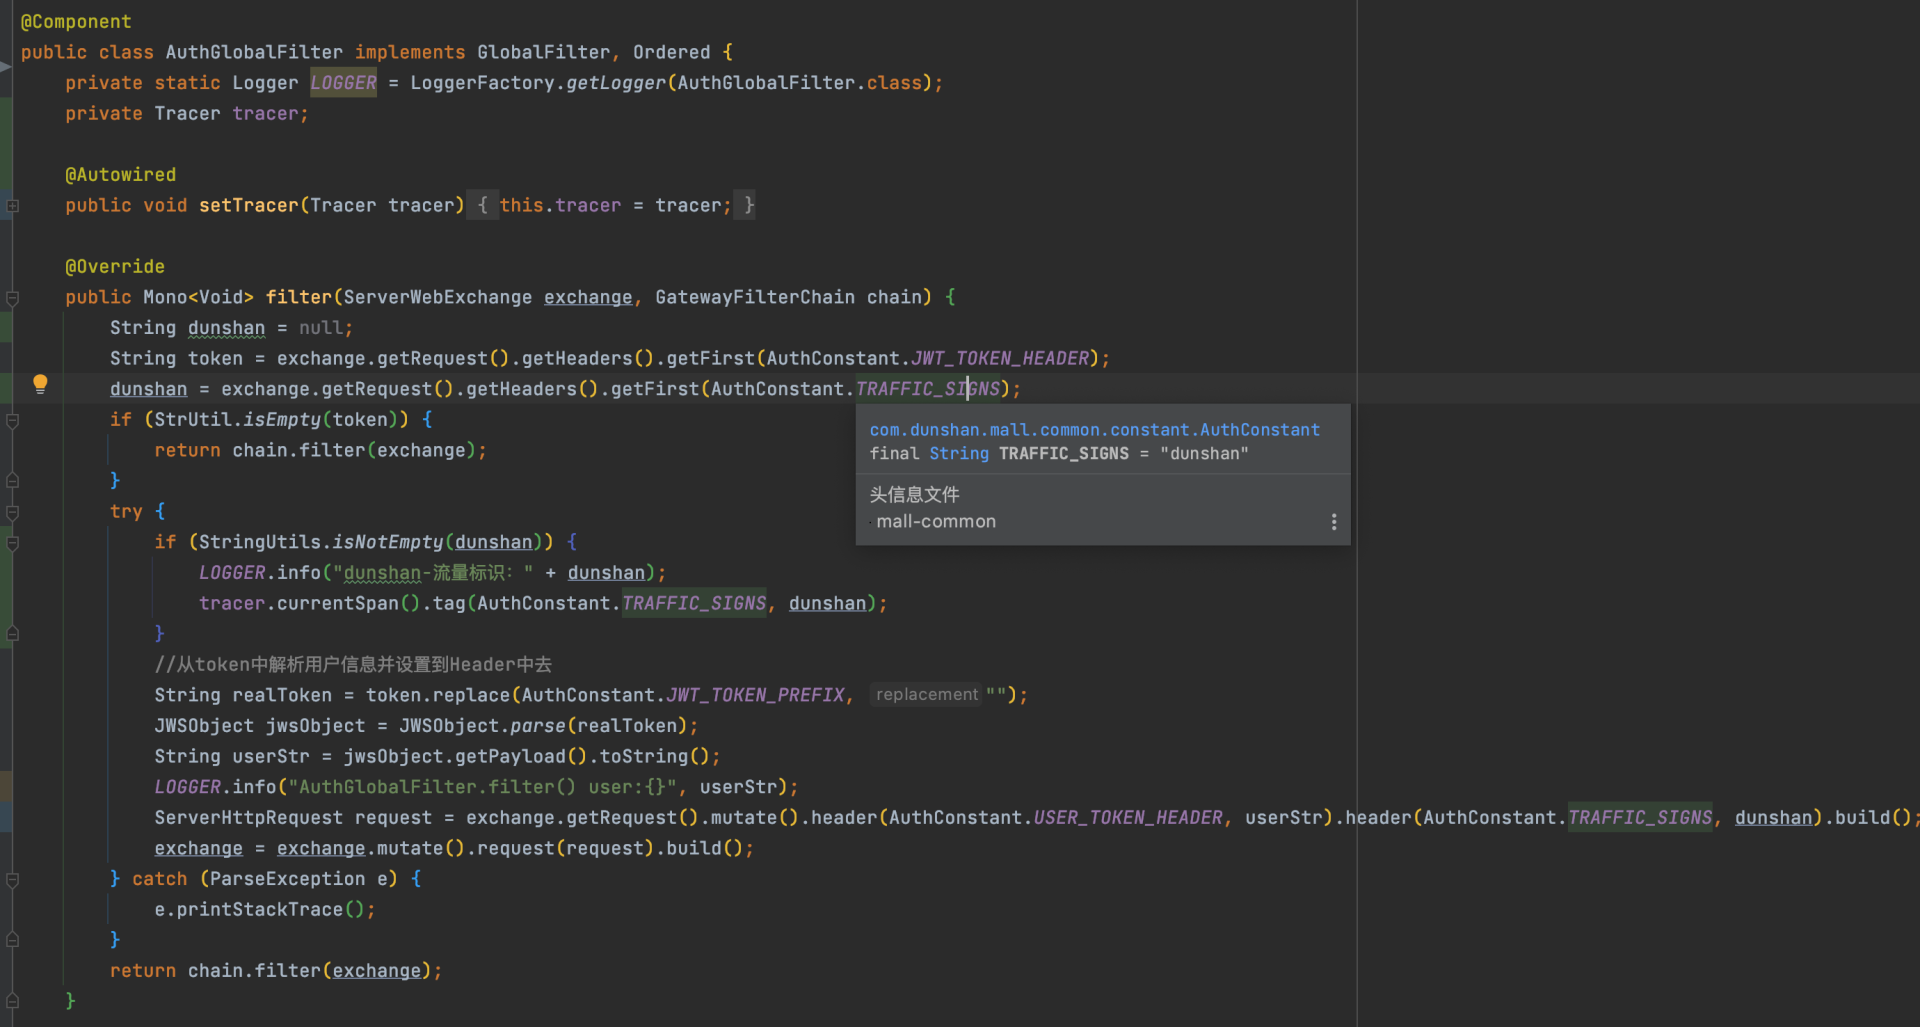 @Component
public class AuthGlobalFilter implements GlobalFilter, Ordered {
    private static Logger LOGGER = LoggerFactory.getLogger(AuthGlobalFilter.class);
    private Tracer tracer;
    @Autowired
    public void setTracer(Tracer tracer) { this.tracer = tracer; }
    @Override
    public Mono<Void> filter(ServerWebExchange exchange, GatewayFilterChain chain) {
        String dunshan = null;
        String token = exchange.getRequest().getHeaders().getFirst(AuthConstant.JWT_TOKEN_HEADER);
        dunshan = exchange.getRequest().getHeaders().getFirst(AuthConstant.TRAFFIC_SIGNS);
        if (StrUtil.isEmpty(token)) {
            return chain.filter(exchange);
        }
com.dunshan.mall.common.constant.AuthConstant
final String TRAFFIC_SIGNS = "dunshan"
头信息文件
mall-common
        try {
            if (StringUtils.isNotEmpty(dunshan)) {
                LOGGER.info("dunshan-流量标识: " + dunshan);
                tracer.currentSpan().tag(AuthConstant.TRAFFIC_SIGNS, dunshan);
            }
            //从token中解析用户信息并设置到Header中去
            String realToken = token.replace(AuthConstant.JWT_TOKEN_PREFIX, replacement "");
            JWSObject jwsObject = JWSObject.parse(realToken);
            String userStr = jwsObject.getPayload().toString();
            LOGGER.info("AuthGlobalFilter.filter() user:{}", userStr);
            ServerHttpRequest request = exchange.getRequest().mutate().header(AuthConstant.USER_TOKEN_HEADER, userStr).header(AuthConstant.TRAFFIC_SIGNS, dunshan).build();
            exchange = exchange.mutate().request(request).build();
        } catch (ParseException e) {
            e.printStackTrace();
        }
        return chain.filter(exchange);
    }